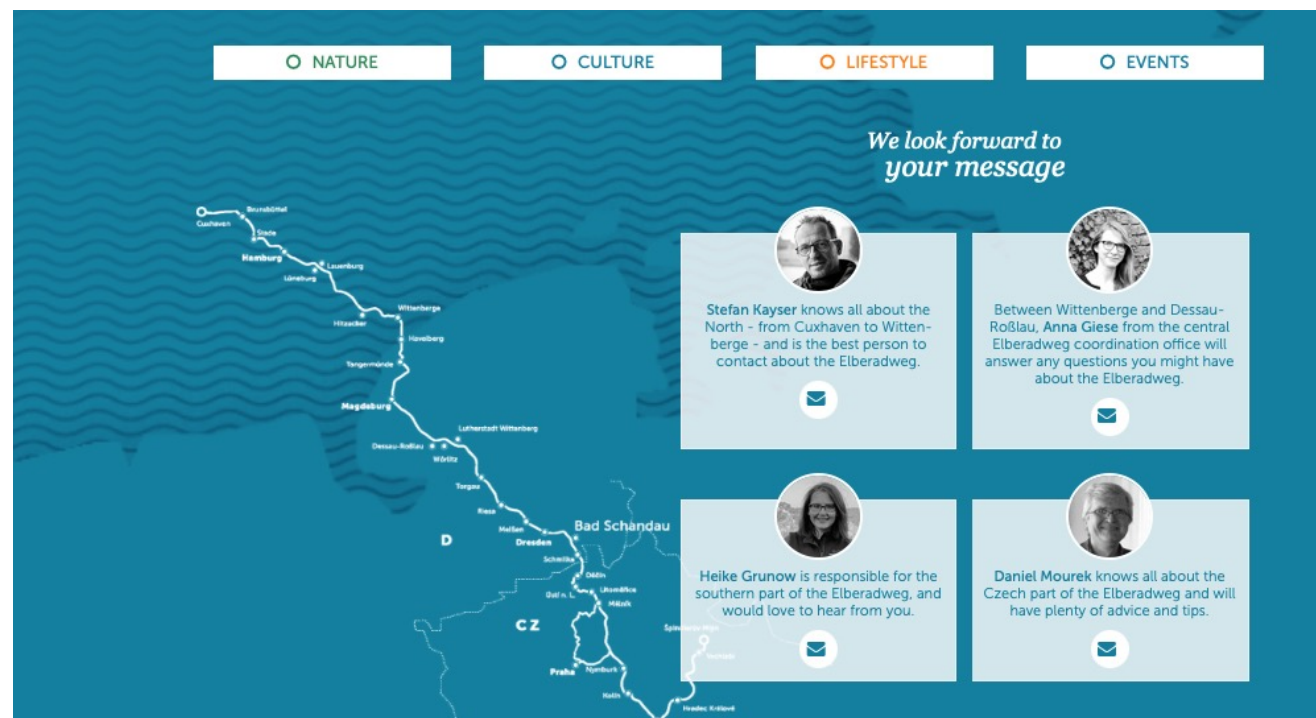 NATURE
CULTURE
LIFESTYLE
EVENTS
We look forward to
your message
Cuxhaven
Brunsbüttel
Stade
Hamburg
Lüneburg
Lauenburg
Hitzacker
Wittenberge
Havelberg
Tangermünde
Magdeburg
Lutherstadt Wittenberg
Dessau-Roßlau
Wörlitz
Torgau
Riesa
Meißen
Dresden
Bad Schandau
Schmilka
D
Děčín
Ústí n. L.
Litoměřice
Mělník
CZ
Praha
Nymburk
Kolín
Hradec Králové
Stefan Kayser knows all about the
North - from Cuxhaven to Witten-
berge - and is the best person to
contact about the Elberadweg.
Between Wittenberge and Dessau-
Roßlau, Anna Giese from the central
Elberadweg coordination office will
answer any questions you might have
about the Elberadweg.
Heike Grunow is responsible for the
southern part of the Elberadweg, and
would love to hear from you.
Daniel Mourek knows all about the
Czech part of the Elberadweg and will
have plenty of advice and tips.